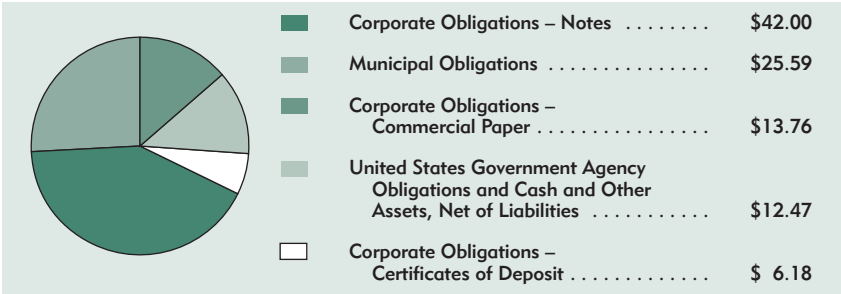 Corporate Obligations – Notes ........ $42.00
Municipal Obligations ............... $25.59
Corporate Obligations –
Commercial Paper ................ $13.76
United States Government Agency
Obligations and Cash and Other
Assets, Net of Liabilities ........... $12.47
Corporate Obligations –
Certificates of Deposit ............. $ 6.18